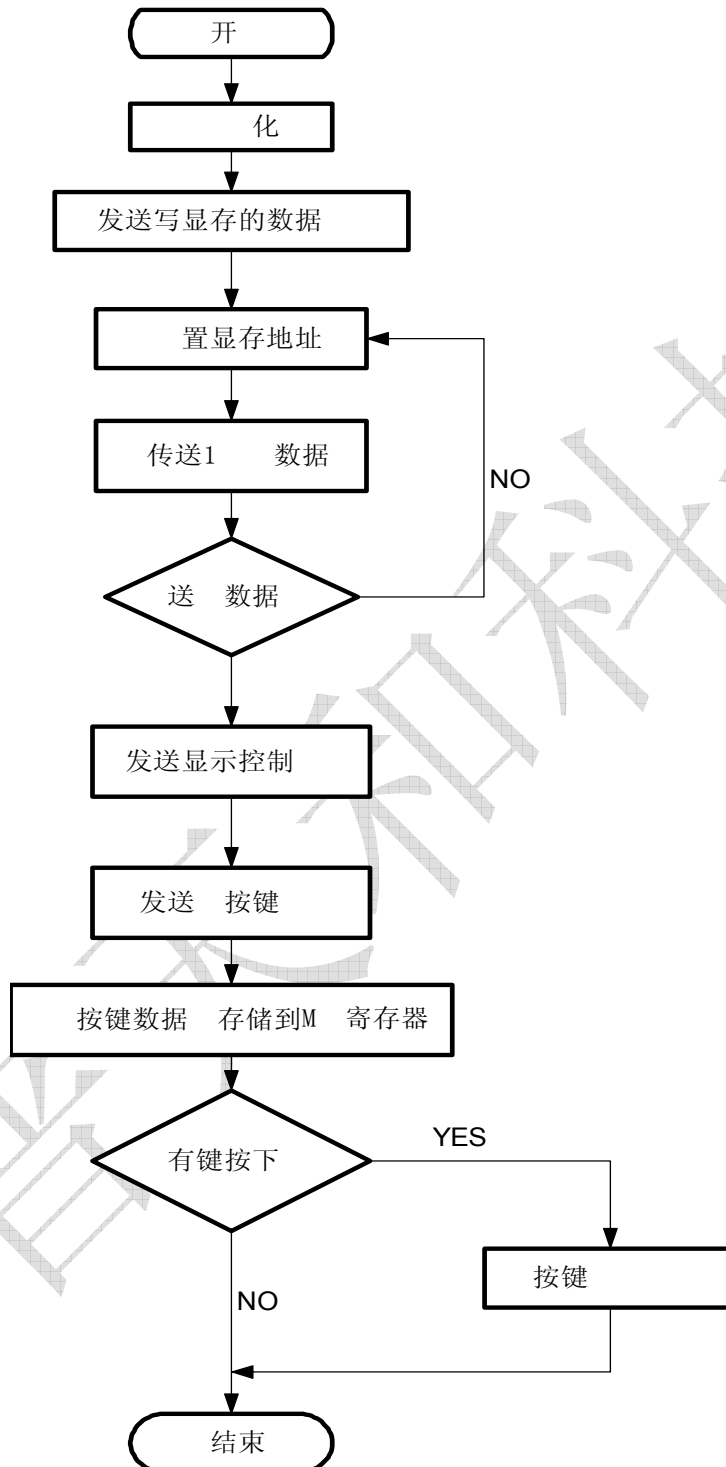 开
化
发送写显存的数据
置显存地址
传送1 数据
NO
送 数据
发送显示控制
发送 按键
按键数据 存储到M 寄存器
有键按下
YES
按键
NO
结束